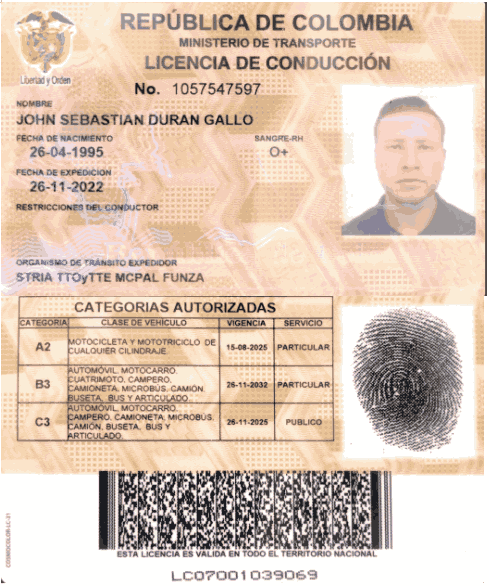 REPÚBLICA DE COLOMBIA
MINISTERIO DE TRANSPORTE
LICENCIA DE CONDUCCIÓN
Libertad y Orden
No. 1057547597
NOMBRE
JOHN SEBASTIAN DURAN GALLO
FECHA DE NACIMIENTO SANGRE-RH
26-04-1995 O+
FECHA DE EXPEDICION
26-11-2022
RESTRICCIONES DEL CONDUCTOR
ORGANISMO DE TRÁNSITO EXPEDIDOR
STRIA TTOyTTE MCPAL FUNZA
CATEGORIAS AUTORIZADAS
CATEGORIA CLASE DE VEHÍCULO VIGENCIA SERVICIO
A2 MOTOCICLETA Y MOTOTRICICLO DE CUALQUIER CILINDRAJE. 15-08-2025 PARTICULAR
B3 AUTOMÓVIL, MOTOCARRO, CUATRIMOTO, CAMPERO, CAMIONETA, MICROBUS, CAMIÓN, BUSETA, BUS Y ARTICULADO. 26-11-2032 PARTICULAR
C3 AUTOMÓVIL, MOTOCARRO, CAMPERO, CAMIONETA, MICROBUS, CAMIÓN, BUSETA, BUS Y ARTICULADO. 26-11-2025 PUBLICO
ESTA LICENCIA ES VALIDA EN TODO EL TERRITORIO NACIONAL
LC07001039069